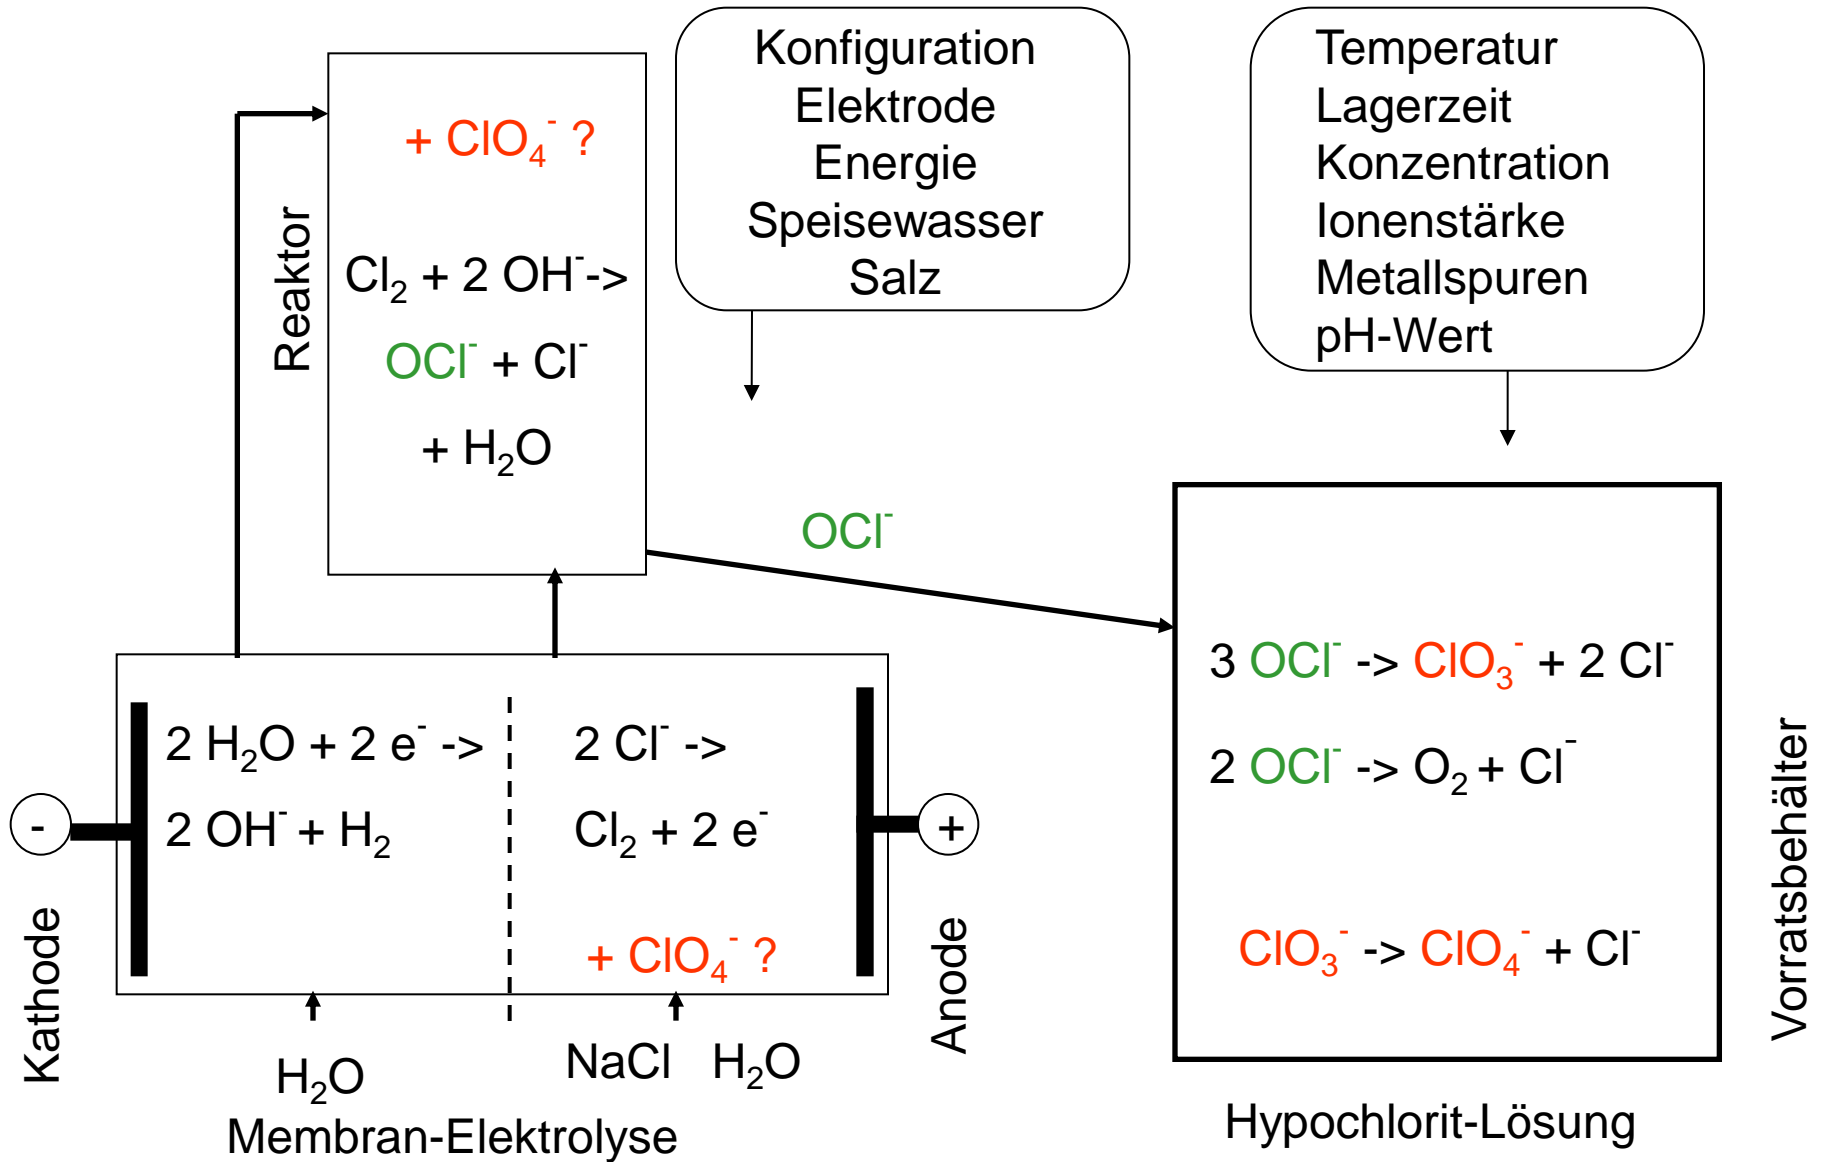 Konfiguration
Elektrode
Energie
Speisewasser
Salz
Temperatur
Lagerzeit
Konzentration
Ionenstärke
Metallspuren
pH-Wert
Reaktor
+ ClO₄⁻ ?
Cl₂ + 2 OH⁻->
OCl⁻ + Cl⁻
+ H₂O
OCl⁻
Kathode
-
2 H₂O + 2 e⁻ ->
2 OH⁻ + H₂
2 Cl⁻ ->
Cl₂ + 2 e⁻
+ ClO₄⁻ ?
+
Anode
H₂O
NaCl H₂O
Membran-Elektrolyse
3 OCl⁻ -> ClO₃⁻ + 2 Cl⁻
2 OCl⁻ -> O₂ + Cl⁻
ClO₃⁻ -> ClO₄⁻ + Cl⁻
Vorratsbehälter
Hypochlorit-Lösung